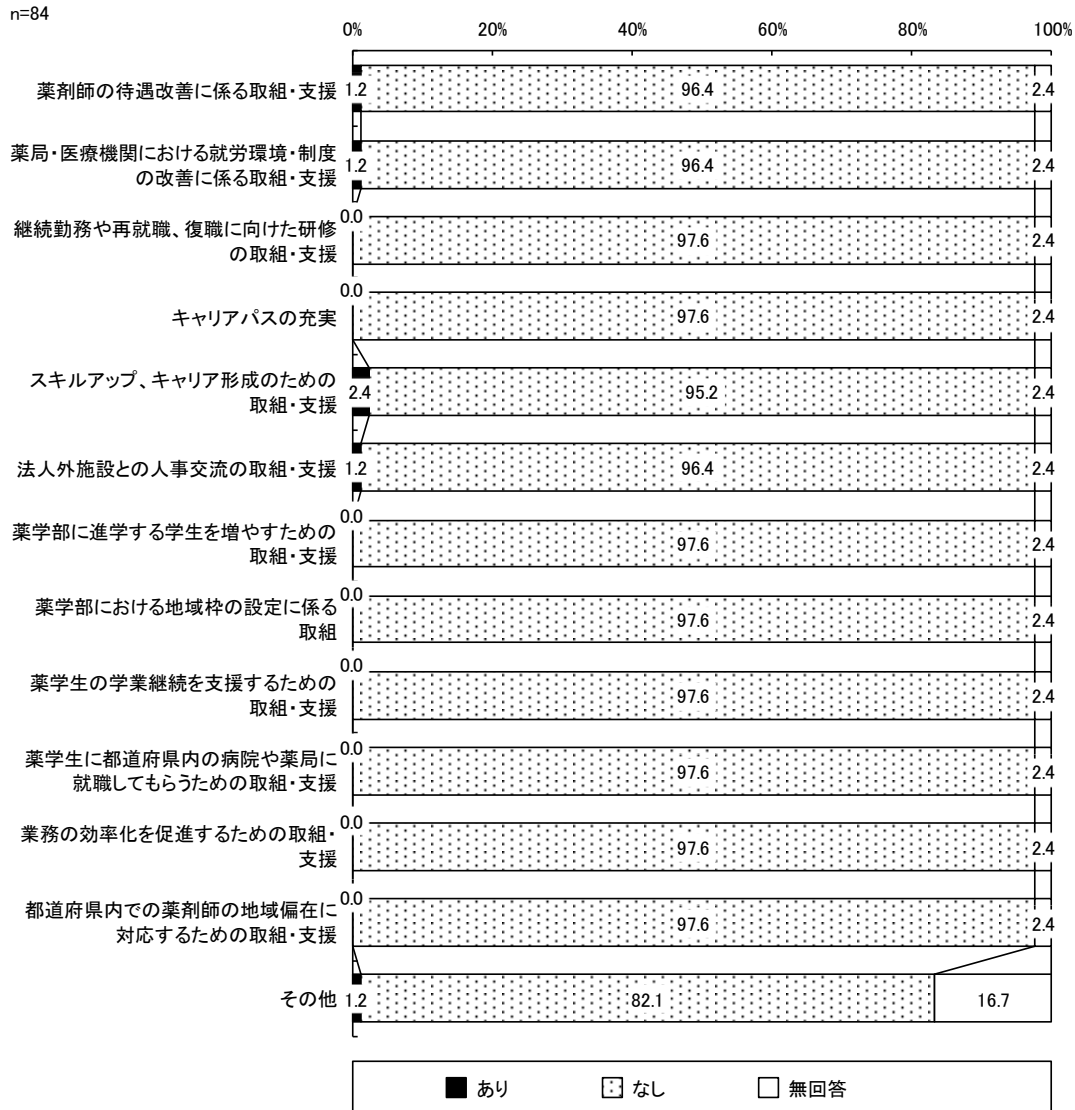 n=84
0% 20% 40% 60% 80% 100%
薬剤師の待遇改善に係る取組・支援 1.2 96.4 2.4
薬局・医療機関における就労環境・制度
の改善に係る取組・支援 1.2 96.4 2.4
継続勤務や再就職、復職に向けた研修
の取組・支援 0.0 97.6 2.4
キャリアパスの充実 0.0 97.6 2.4
スキルアップ、キャリア形成のための
取組・支援 2.4 95.2 2.4
法人外施設との人事交流の取組・支援 1.2 96.4 2.4
薬学部に進学する学生を増やすための
取組・支援 0.0 97.6 2.4
薬学部における地域枠の設定に係る
取組 0.0 97.6 2.4
薬学生の学業継続を支援するための
取組・支援 0.0 97.6 2.4
薬学生に都道府県内の病院や薬局に
就職してもらうための取組・支援 0.0 97.6 2.4
業務の効率化を促進するための取組・
支援 0.0 97.6 2.4
都道府県内での薬剤師の地域偏在に
対応するための取組・支援 0.0 97.6 2.4
その他 1.2 82.1 16.7
あり なし 無回答